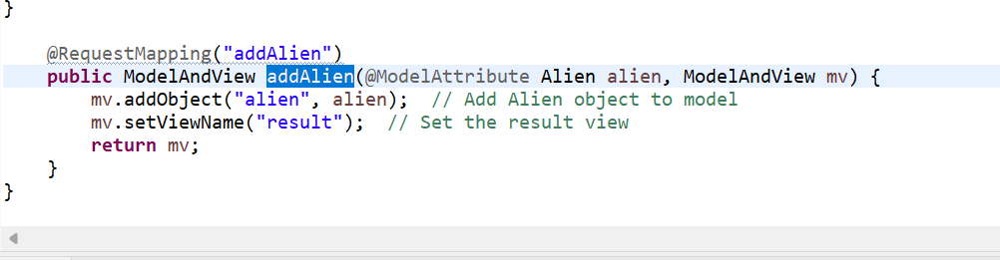 }
@RequestMapping("addAlien")
public ModelAndView addAlien(@ModelAttribute Alien alien, ModelAndView mv) {
mv.addObject("alien", alien);  // Add Alien object to model
mv.setViewName("result");  // Set the result view
return mv;
}
}